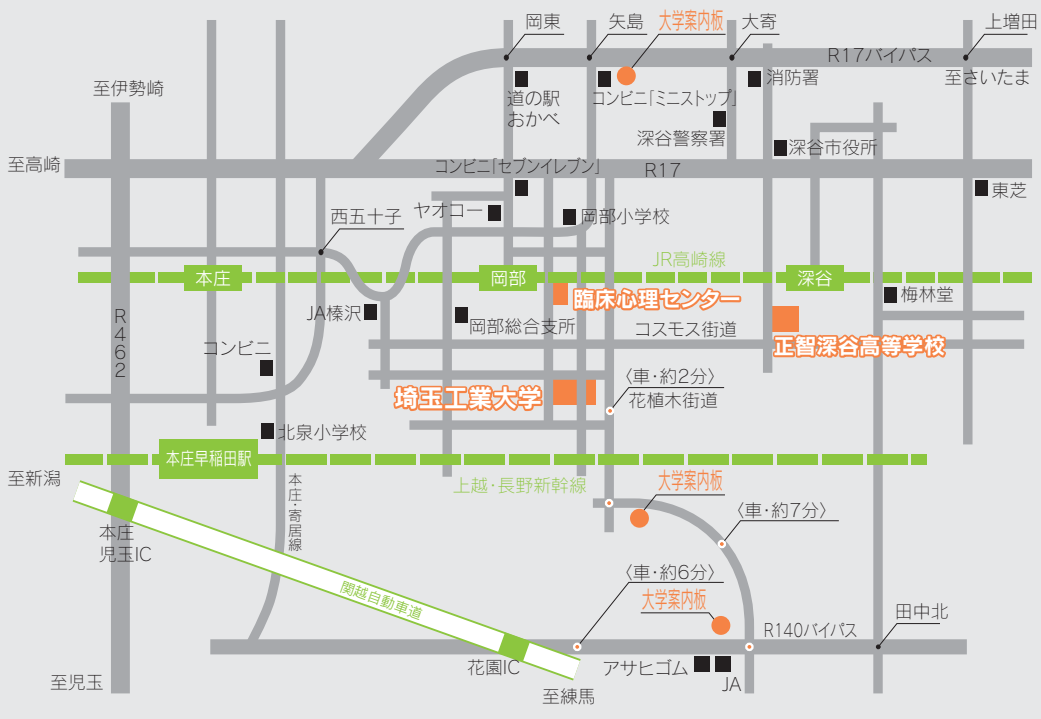 岡東
矢島
大学案内板
大寄
上増田
R17バイパス
至さいたま
消防署
道の駅
おかべ
コンビニ「ミニストップ」
至伊勢崎
深谷警察署
深谷市役所
至高崎
コンビニ「セブンイレブン」
R17
東芝
西五十子
ヤオコー
岡部小学校
JR高崎線
本庄
岡部
深谷
臨床心理センター
梅林堂
JA榛沢
岡部総合支所
コスモス街道
正智深谷高等学校
R462
コンビニ
〈車・約2分〉
花植木街道
埼玉工業大学
北泉小学校
本庄早稲田駅
至新潟
上越・長野新幹線
大学案内板
本庄・寄居線
〈車・約7分〉
本庄
児玉IC
〈車・約6分〉
大学案内板
関越自動車道
田中北
R140バイパス
花園IC
アサヒゴム
JA
至児玉
至練馬